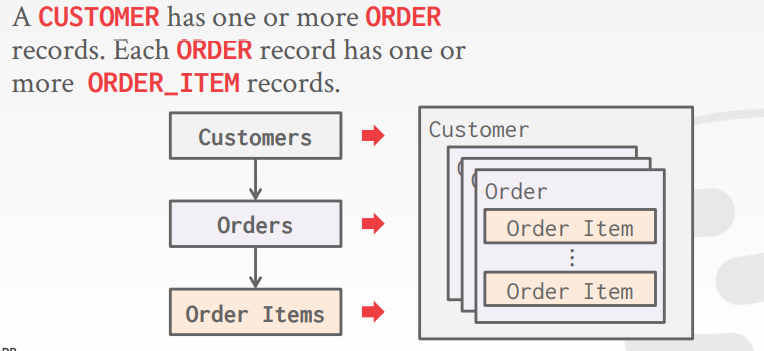 A CUSTOMER has one or more ORDER
records. Each ORDER record has one or
more ORDER_ITEM records.
Customers
Orders
Order Items
Customer
Order
Order Item
⋮
Order Item